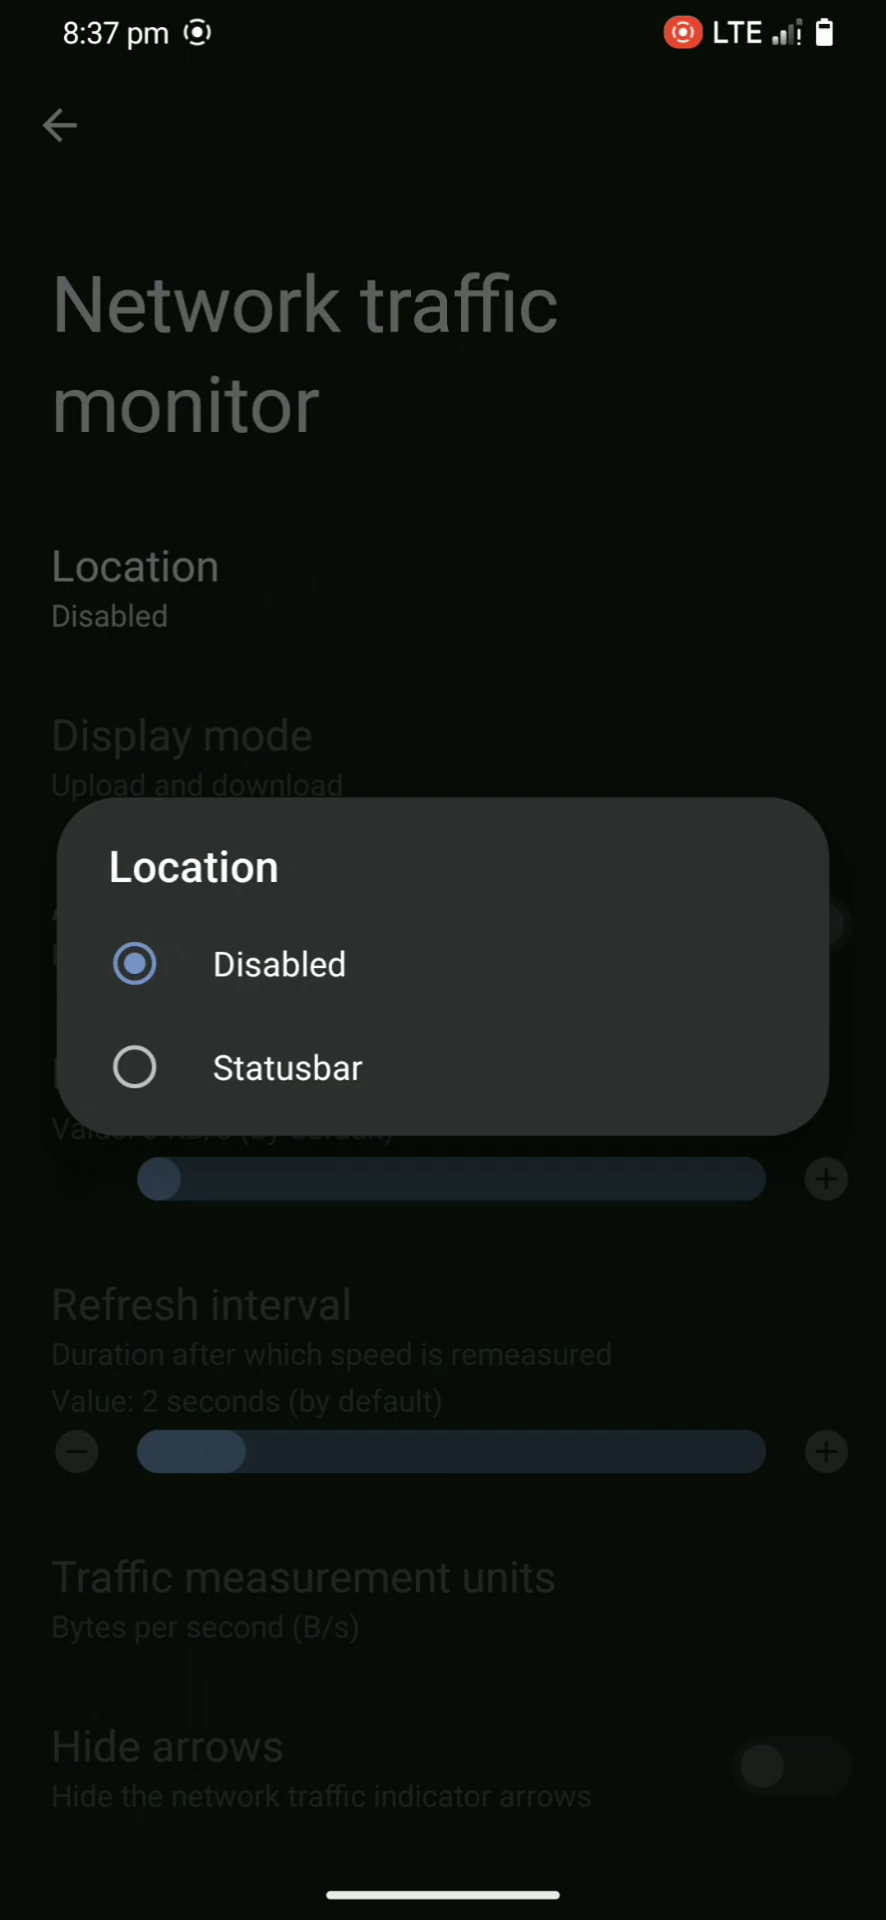 8:37 pm LTE
Network traffic
monitor
Location
Disabled
Display mode
Upload and download
Location
Disabled
Statusbar
(by default)
Refresh interval
Duration after which speed is remeasured
Value: 2 seconds (by default)
Traffic measurement units
Bytes per second (B/s)
Hide arrows
Hide the network traffic indicator arrows